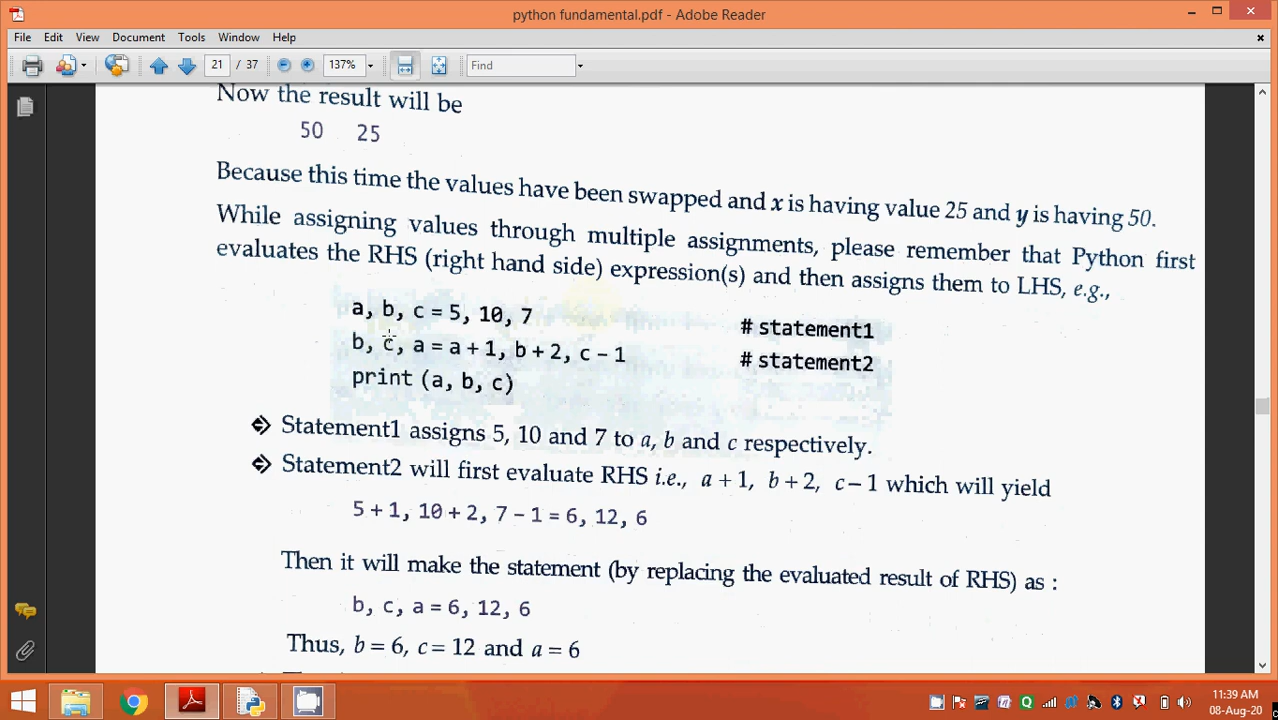 python fundamental.pdf - Adobe Reader
File Edit View Document Tools Window Help
21 / 37 137% Find
Now the result will be
50 25
Because this time the values have been swapped and x is having value 25 and y is having 50.
While assigning values through multiple assignments, please remember that Python first
evaluates the RHS (right hand side) expression(s) and then assigns them to LHS, e.g.,
a, b, c = 5, 10, 7 # statement1
b, c, a = a + 1, b + 2, c – 1 # statement2
print (a, b, c)
Statement1 assigns 5, 10 and 7 to a, b and c respectively.
Statement2 will first evaluate RHS i.e., a + 1, b + 2, c – 1 which will yield
5 + 1, 10 + 2, 7 – 1 = 6, 12, 6
Then it will make the statement (by replacing the evaluated result of RHS) as :
b, c, a = 6, 12, 6
Thus, b = 6, c = 12 and a = 6
11:39 AM
08-Aug-20